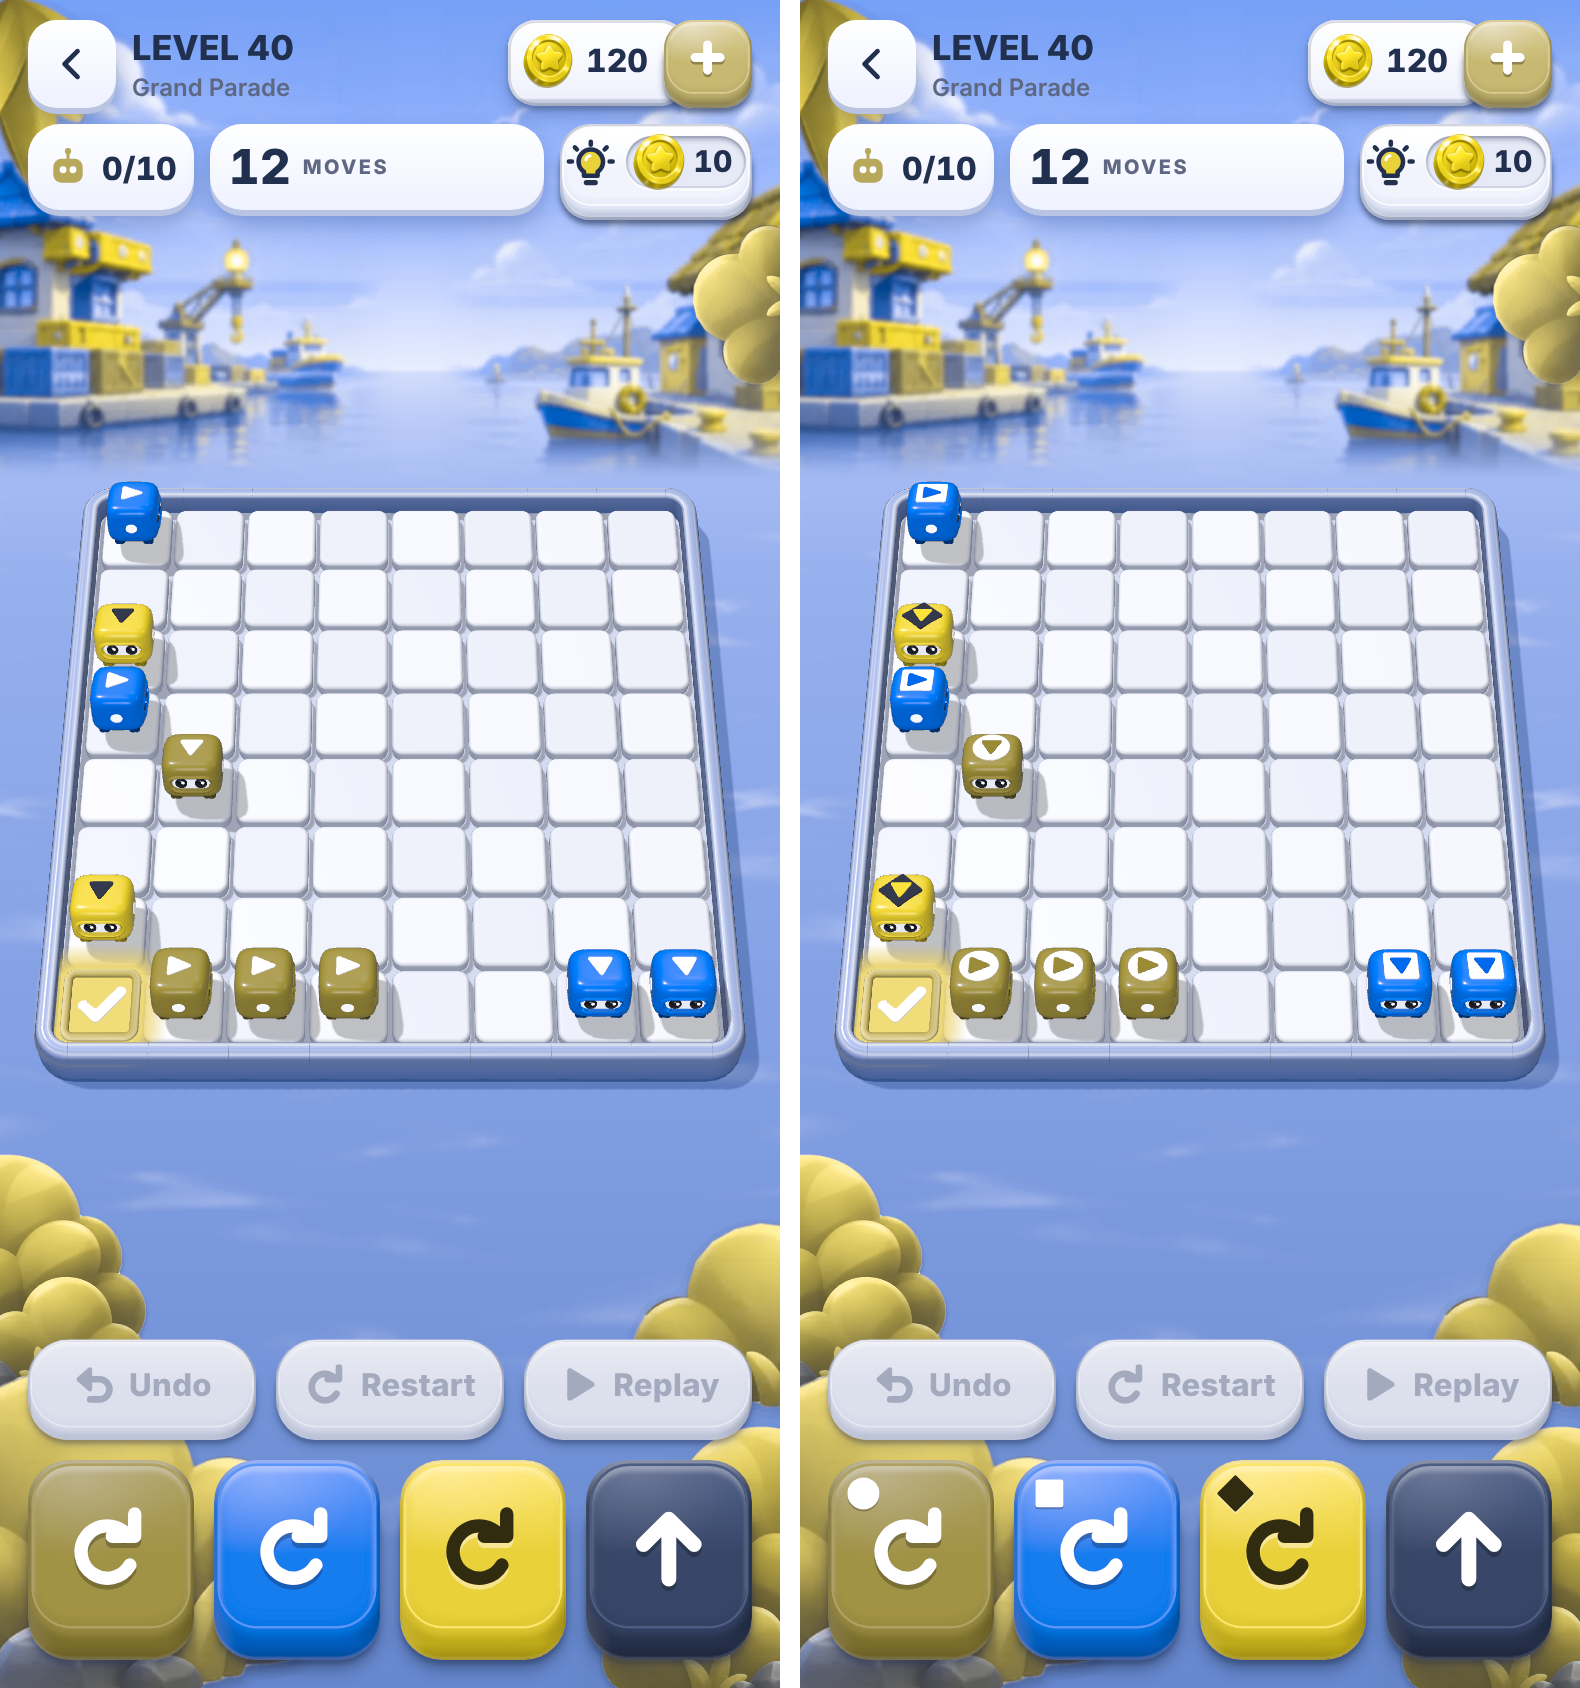 LEVEL 40
Grand Parade
120
0/10
12 MOVES
10
Undo
Restart
Replay
LEVEL 40
Grand Parade
120
0/10
12 MOVES
10
Undo
Restart
Replay